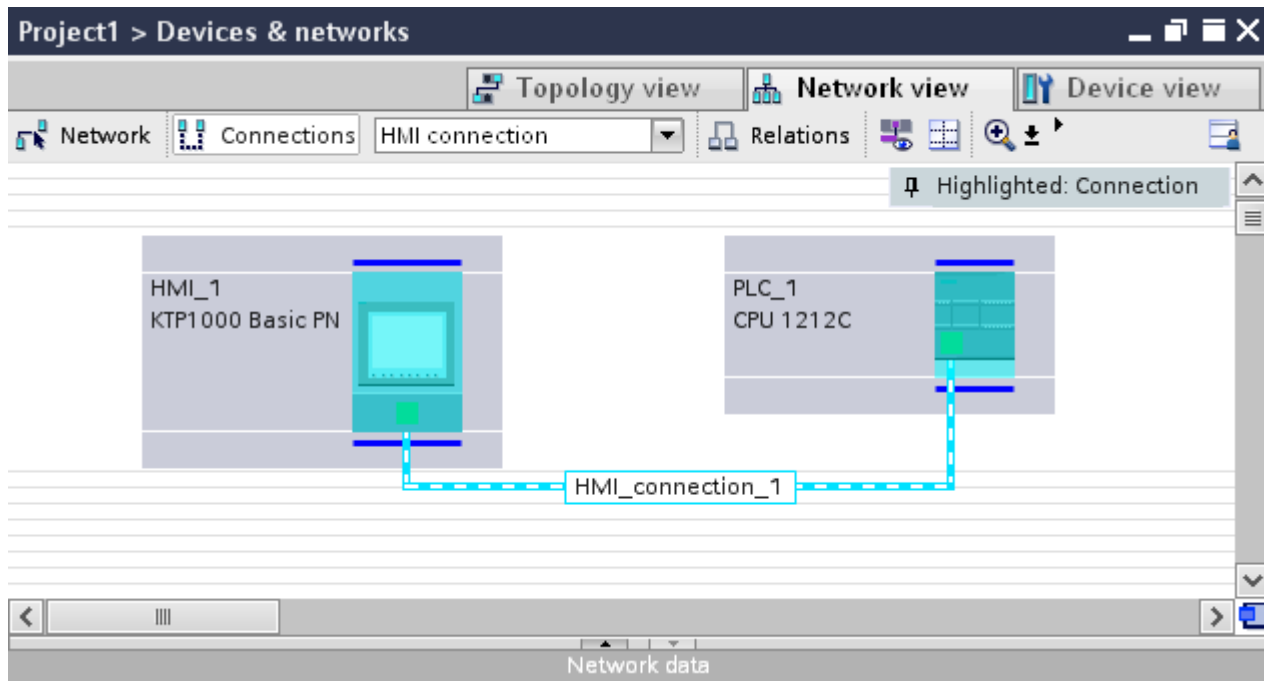 Project1 > Devices & networks
Topology view Network view Device view
Network Connections HMI connection Relations
Highlighted: Connection
HMI_1
KTP1000 Basic PN
PLC_1
CPU 1212C
HMI_connection_1
Network data